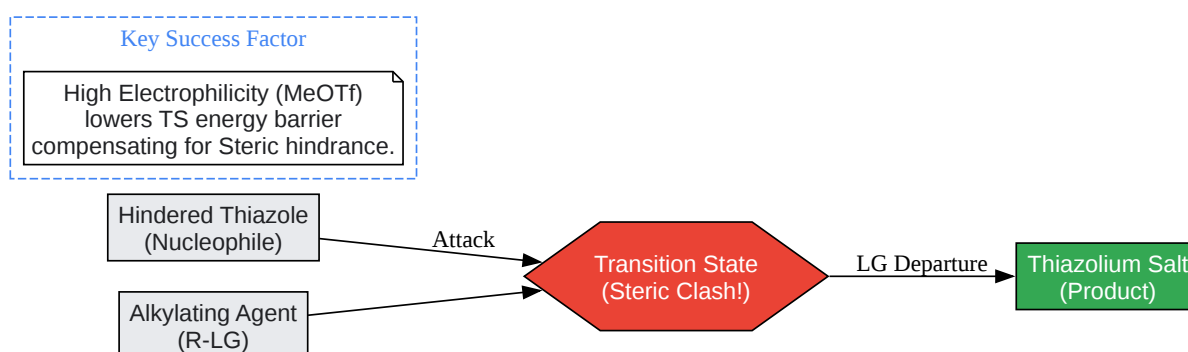 Key Success Factor
High Electrophilicity (MeOTf)
lowers TS energy barrier
compensating for Steric hindrance.
Hindered Thiazole
(Nucleophile)
Attack
Alkylating Agent
(R-LG)
Transition State
(Steric Clash!)
LG Departure
Thiazolium Salt
(Product)